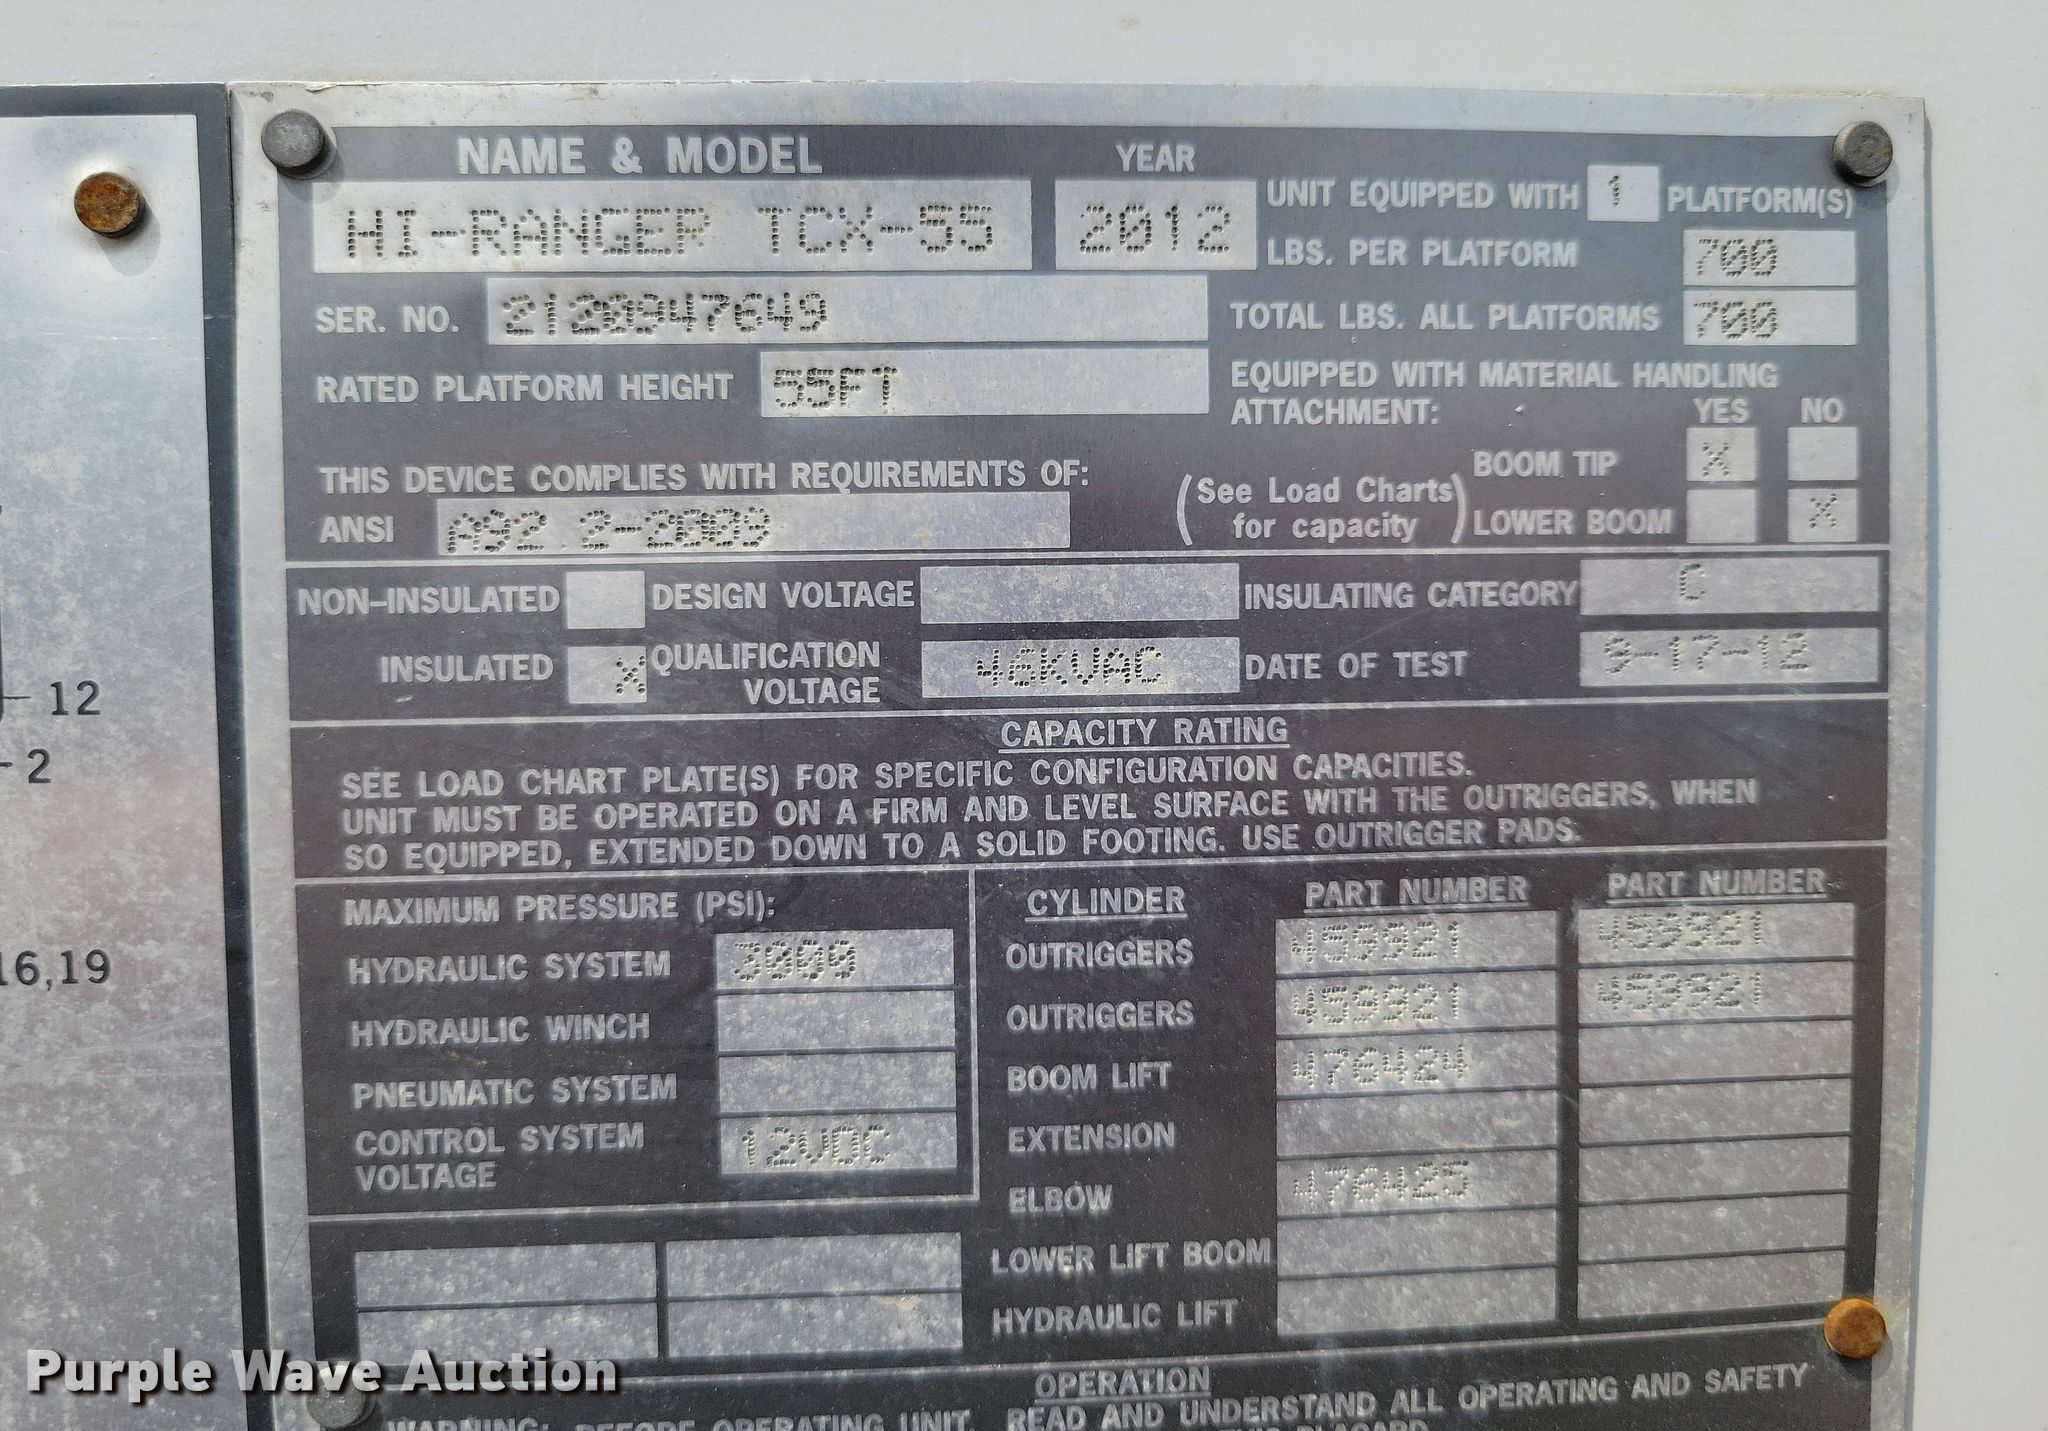 NAME & MODEL YEAR
HI-RANGER TCX-55 2012 UNIT EQUIPPED WITH 1 PLATFORM(S)
LBS. PER PLATFORM 700
SER. NO. 2120947649 TOTAL LBS. ALL PLATFORMS 700
RATED PLATFORM HEIGHT 55FT EQUIPPED WITH MATERIAL HANDLING
ATTACHMENT: YES NO
THIS DEVICE COMPLIES WITH REQUIREMENTS OF: (See Load Charts BOOM TIP X
ANSI A92.2-2009 for capacity) LOWER BOOM X
NON-INSULATED DESIGN VOLTAGE INSULATING CATEGORY C
INSULATED X QUALIFICATION VOLTAGE 46KVAC DATE OF TEST 9-17-12
CAPACITY RATING
SEE LOAD CHART PLATE(S) FOR SPECIFIC CONFIGURATION CAPACITIES.
UNIT MUST BE OPERATED ON A FIRM AND LEVEL SURFACE WITH THE OUTRIGGERS, WHEN
SO EQUIPPED, EXTENDED DOWN TO A SOLID FOOTING. USE OUTRIGGER PADS.
MAXIMUM PRESSURE (PSI):
HYDRAULIC SYSTEM 3000
HYDRAULIC WINCH
PNEUMATIC SYSTEM
CONTROL SYSTEM
VOLTAGE 12VDC
CYLINDER PART NUMBER PART NUMBER
OUTRIGGERS 459921 459921
OUTRIGGERS 459921 459921
BOOM LIFT 476424
EXTENSION
ELBOW 476425
LOWER LIFT BOOM
HYDRAULIC LIFT
OPERATION
WARNING: BEFORE OPERATING UNIT, READ AND UNDERSTAND ALL OPERATING AND SAFETY
THIS PLACARD
12
2
16,19
Purple Wave Auction